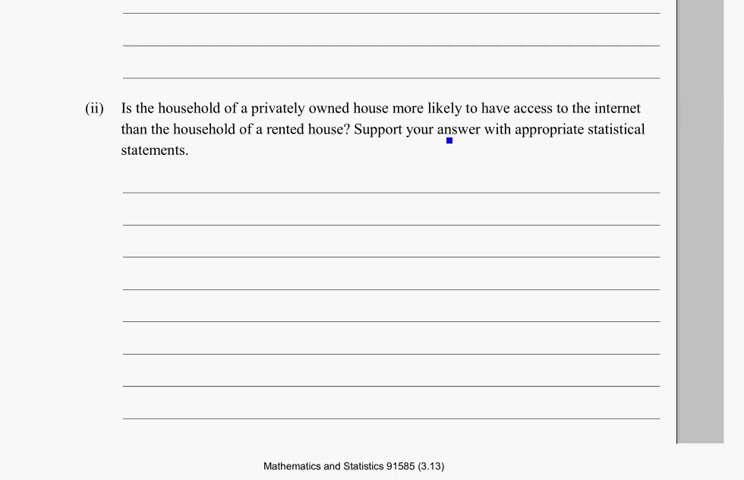 (ii) Is the household of a privately owned house more likely to have access to the internet
than the household of a rented house? Support your answer with appropriate statistical
statements.
Mathematics and Statistics 91585 (3.13)